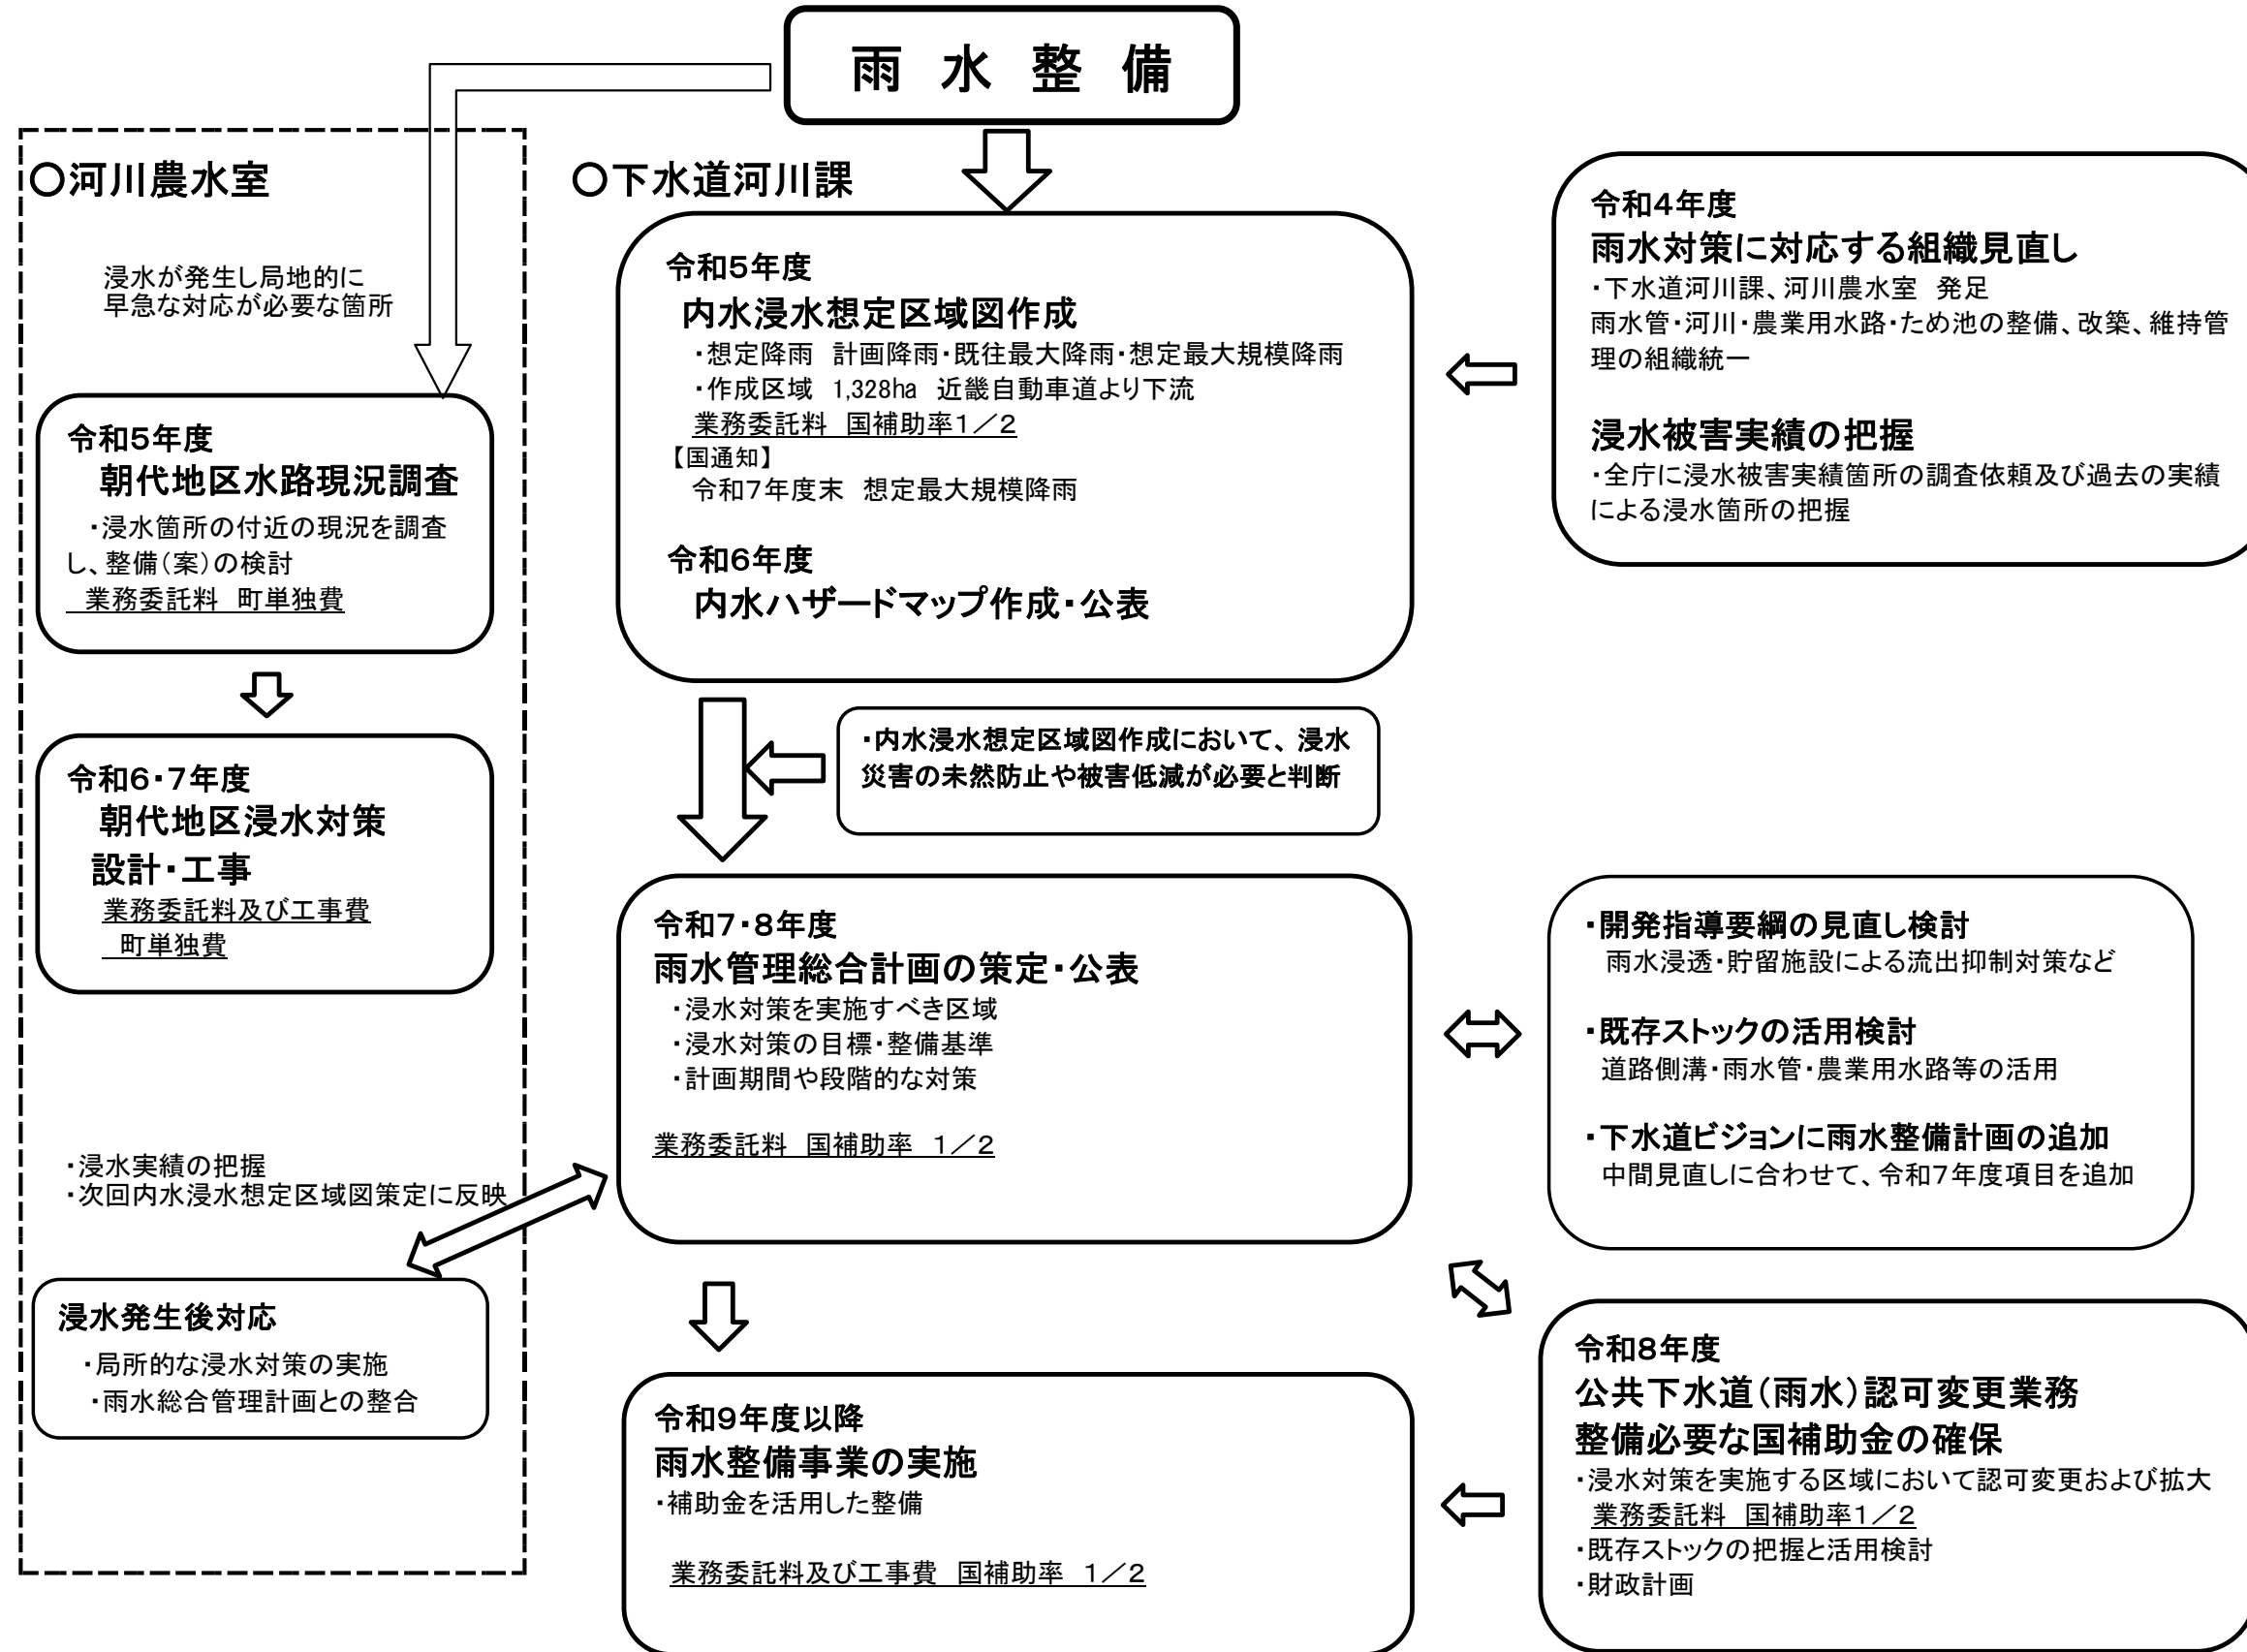 雨 水 整 備
〇河川農水室
浸水が発生し局地的に
早急な対応が必要な箇所
令和5年度
朝代地区水路現況調査
・浸水箇所の付近の現況を調査
し、整備(案)の検討
業務委託料 町単独費
令和6・7年度
朝代地区浸水対策
設計・工事
業務委託料及び工事費
町単独費
・浸水実績の把握
・次回内水浸水想定区域図策定に反映
浸水発生後対応
・局所的な浸水対策の実施
・雨水総合管理計画との整合
〇下水道河川課
令和5年度
内水浸水想定区域図作成
・想定降雨 計画降雨・既往最大降雨・想定最大規模降雨
・作成区域 1,328ha 近畿自動車道より下流
業務委託料 国補助率1/2
【国通知】
令和7年度末 想定最大規模降雨
令和6年度
内水ハザードマップ作成・公表
・内水浸水想定区域図作成において、浸水
災害の未然防止や被害低減が必要と判断
令和7・8年度
雨水管理総合計画の策定・公表
・浸水対策を実施すべき区域
・浸水対策の目標・整備基準
・計画期間や段階的な対策
業務委託料 国補助率 1/2
令和9年度以降
雨水整備事業の実施
・補助金を活用した整備
業務委託料及び工事費 国補助率 1/2
令和4年度
雨水対策に対応する組織見直し
・下水道河川課、河川農水室 発足
雨水管・河川・農業用水路・ため池の整備、改築、維持管
理の組織統一
浸水被害実績の把握
・全庁に浸水被害実績箇所の調査依頼及び過去の実績
による浸水箇所の把握
・開発指導要綱の見直し検討
雨水浸透・貯留施設による流出抑制対策など
・既存ストックの活用検討
道路側溝・雨水管・農業用水路等の活用
・下水道ビジョンに雨水整備計画の追加
中間見直しに合わせて、令和7年度項目を追加
令和8年度
公共下水道(雨水)認可変更業務
整備必要な国補助金の確保
・浸水対策を実施する区域において認可変更および拡大
業務委託料 国補助率1/2
・既存ストックの把握と活用検討
・財政計画